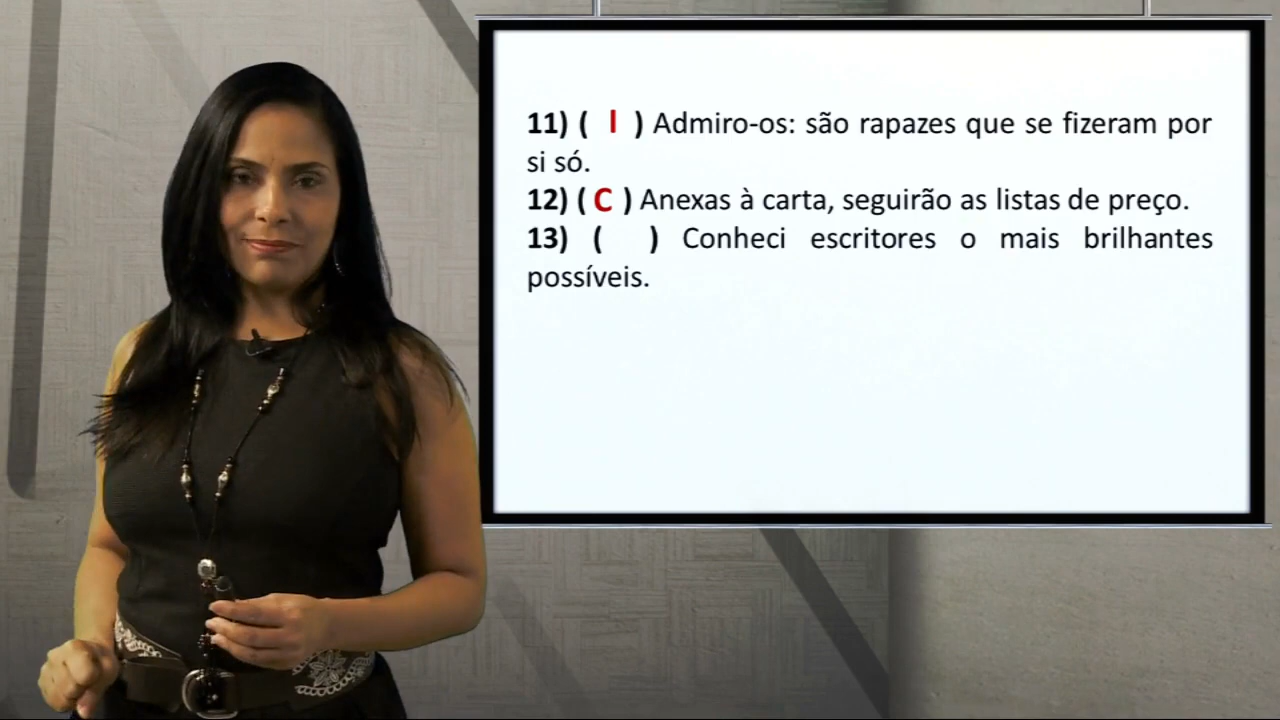 11) ( I ) Admiro-os: são rapazes que se fizeram por
si só.
12) ( C ) Anexas à carta, seguirão as listas de preço.
13) (    ) Conheci escritores o mais brilhantes
possíveis.